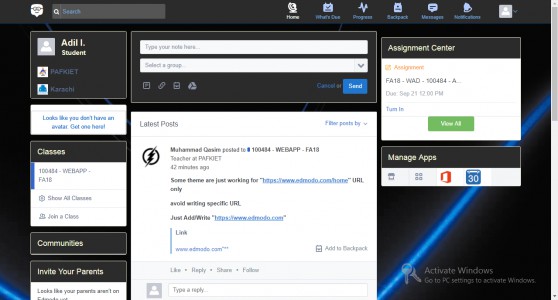 Search
Home
What's Due
Progress
Backpack
Messages
Notifications
Adil I.
Student
PAFKIET
Karachi
Looks like you don't have an
avatar. Get one here!
Classes
100484 - WEBAPP -
FA18
Show All Classes
Join a Class
Communities
Invite Your Parents
Looks like your parents aren't on
Edmodo yet.
Type your note here...
Select a group...
Cancel or
Send
Latest Posts
Filter posts by
Muhammad Qasim posted to 100484 - WEBAPP - FA18
Teacher at PAFKIET
42 minutes ago
Some theme are just working for "https://www.edmodo.com/home" URL
only
avoid writing specific URL
Just Add/Write "https://www.edmodo.com"
Link
www.edmodo.com"""
Add to Backpack
Like • Reply • Share • Follow
Type a reply...
Assignment Center
Assignment
FA18 - WAD - 100484 - A...
Due: Sep 21 12:00 PM
Turn In
View All
Manage Apps
30
Activate Windows
Go to PC settings to activate Windows.